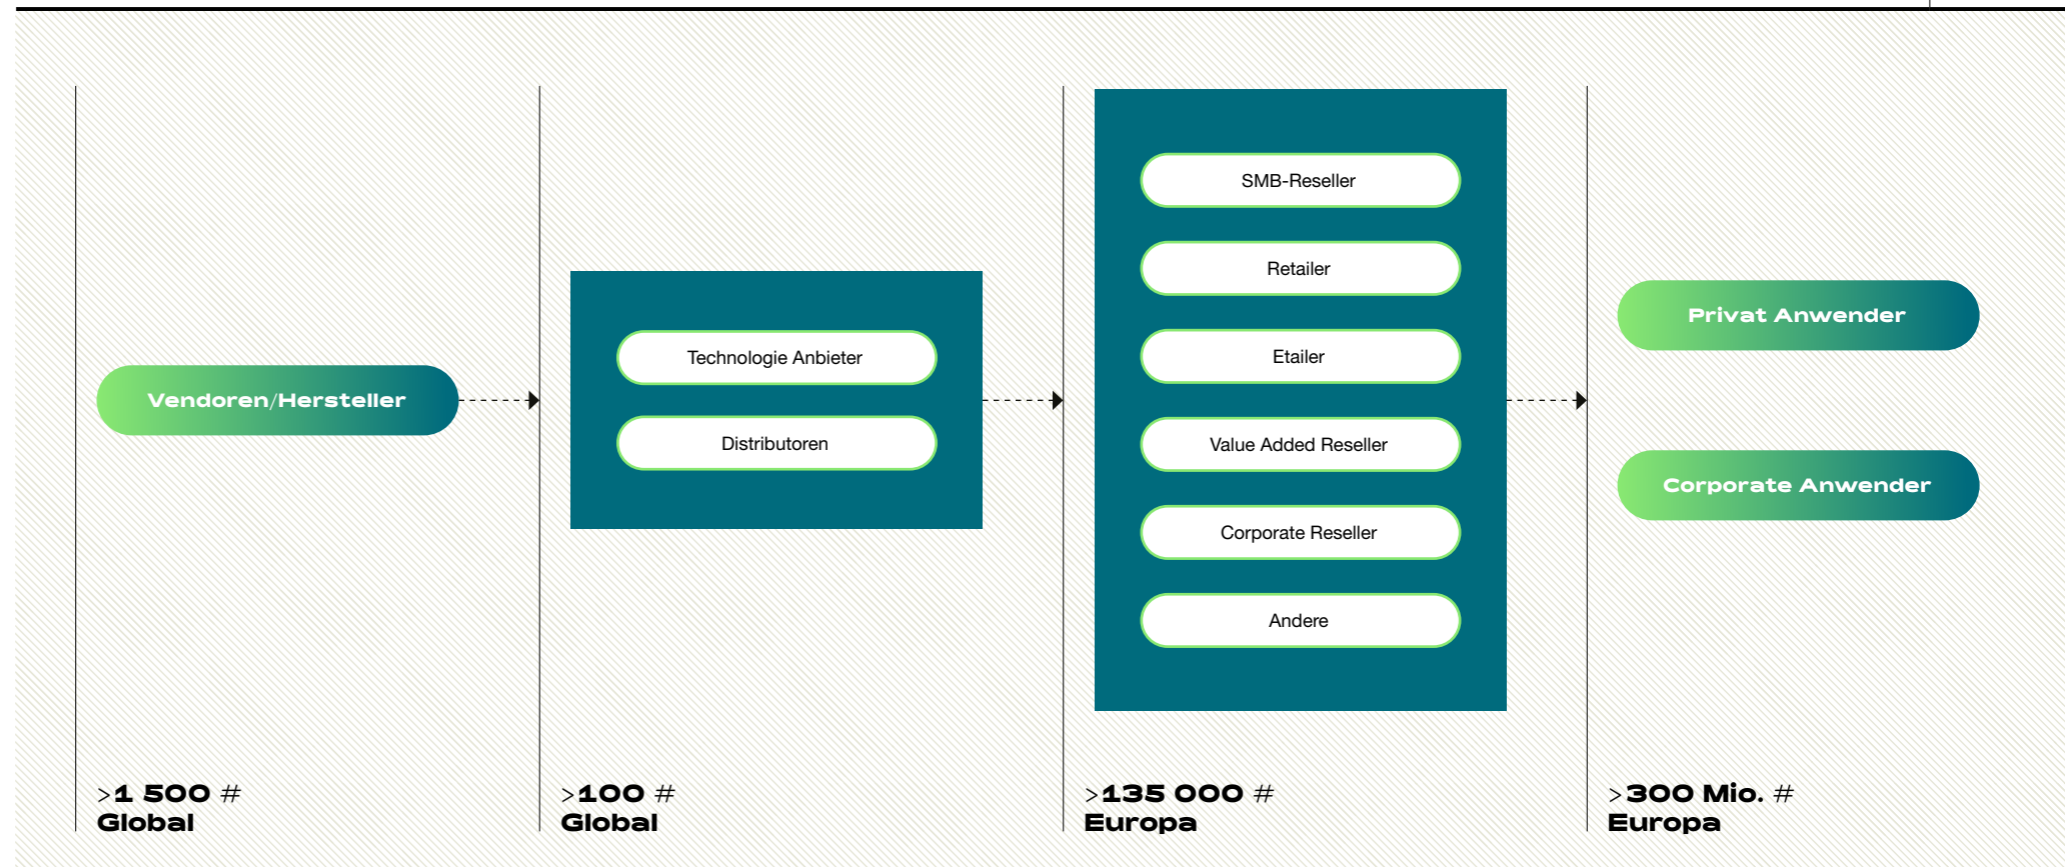 Vendoren/Hersteller
>1 500 #
Global
Technologie Anbieter
Distributoren
>100 #
Global
SMB-Reseller
Retailer
Etailer
Value Added Reseller
Corporate Reseller
Andere
>135 000 #
Europa
Privat Anwender
Corporate Anwender
>300 Mio. #
Europa